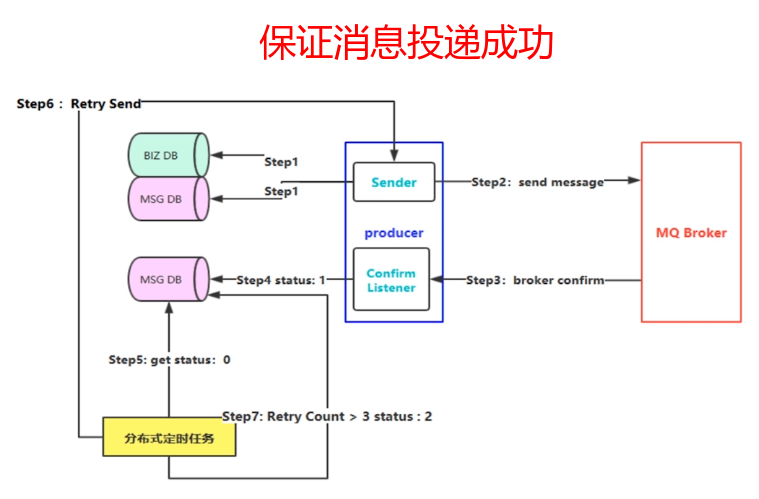 保证消息投递成功
Step6： Retry Send
BIZ DB
Step1
MSG DB
Step1
Sender
Step2：send message
producer
MQ Broker
MSG DB
Step4 status: 1
Confirm
Listener
Step3：broker confirm
Step5: get status：0
Step7: Retry Count > 3 status : 2
分布式定时任务